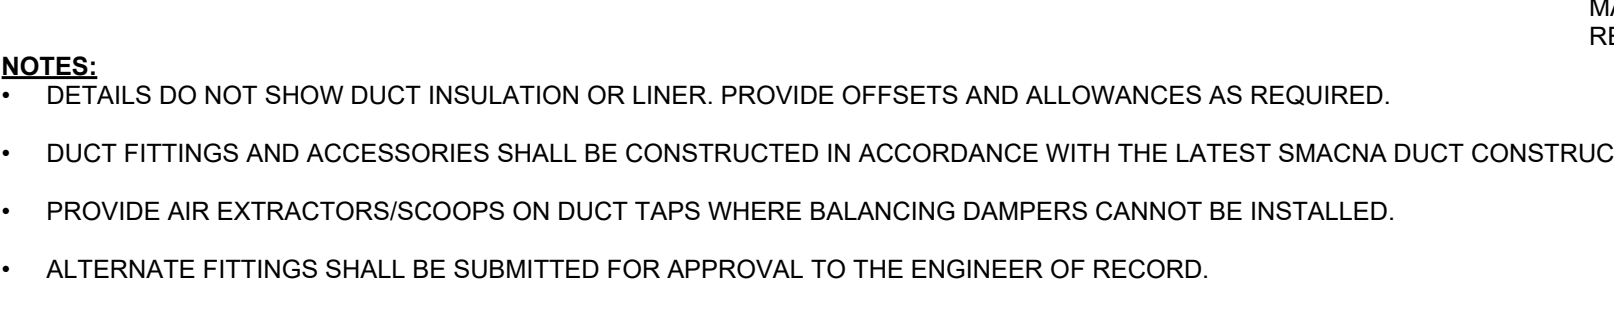 MA
RE
NOTES:
• DETAILS DO NOT SHOW DUCT INSULATION OR LINER. PROVIDE OFFSETS AND ALLOWANCES AS REQUIRED.
• DUCT FITTINGS AND ACCESSORIES SHALL BE CONSTRUCTED IN ACCORDANCE WITH THE LATEST SMACNA DUCT CONSTRUC
• PROVIDE AIR EXTRACTORS/SCOOPS ON DUCT TAPS WHERE BALANCING DAMPERS CANNOT BE INSTALLED.
• ALTERNATE FITTINGS SHALL BE SUBMITTED FOR APPROVAL TO THE ENGINEER OF RECORD.